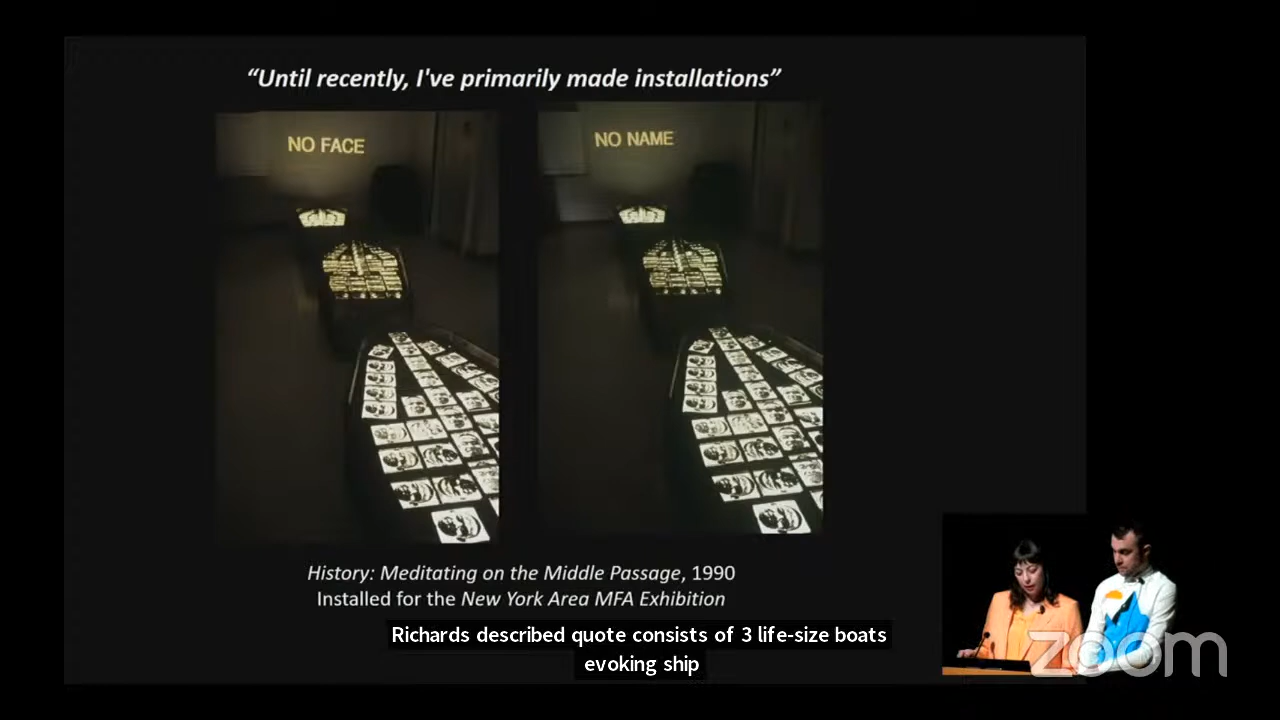 “Until recently, I've primarily made installations”
NO FACE
NO NAME
History: Meditating on the Middle Passage, 1990
Installed for the New York Area MFA Exhibition
Richards described quote consists of 3 life-size boats
evoking ship
zoom